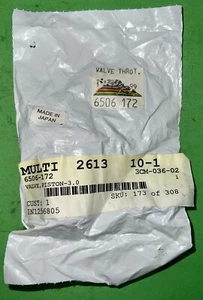 VALVE THROT.
6506 172
MADE IN
JAPAN
MULTI 2613 10-1
6506-172 3CM-036-02
VALVE,PISTON-3.0 1
SKU: 173 of 308
CUST: 1
IN1256805